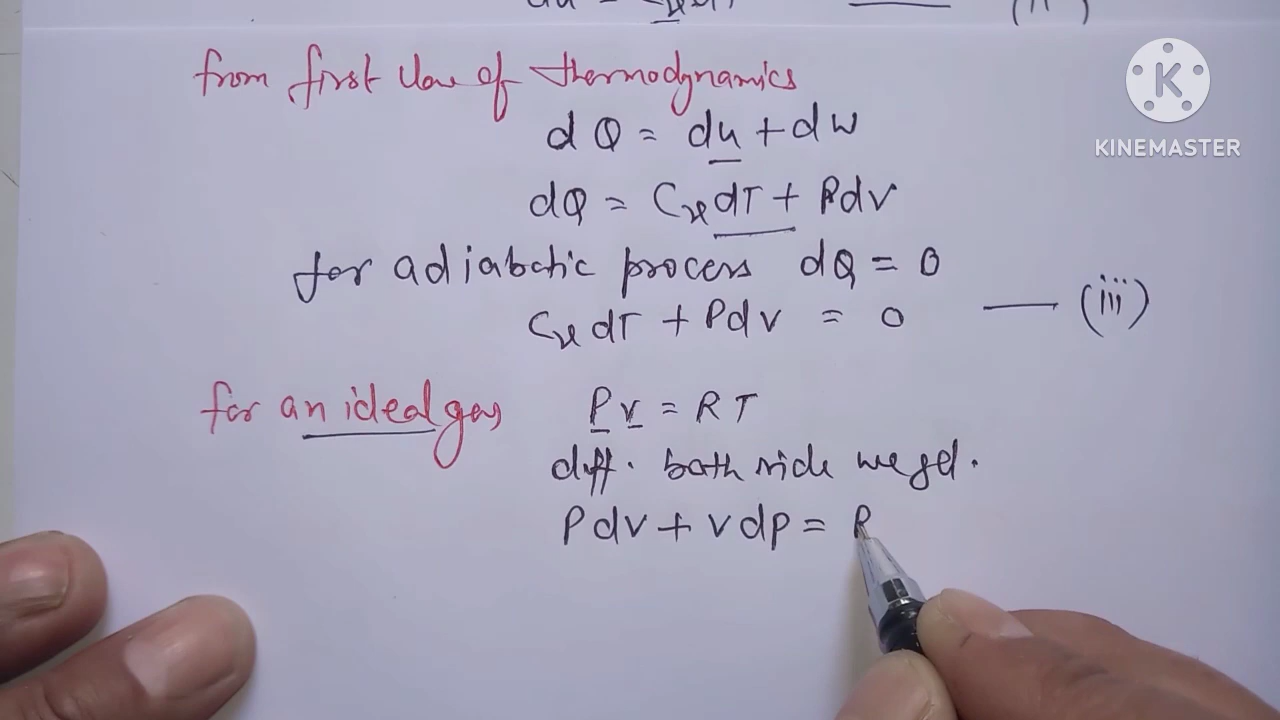 (ii)
from first law of thermodynamics
K
KINEMASTER
dQ = du + dw
dQ = CvdT + Pdv
for adiabatic process dQ = 0
CvdT + Pdv = 0 —— (iii)
for an ideal gas Pv = RT
diff. both side we get.
Pdv + vdp = R